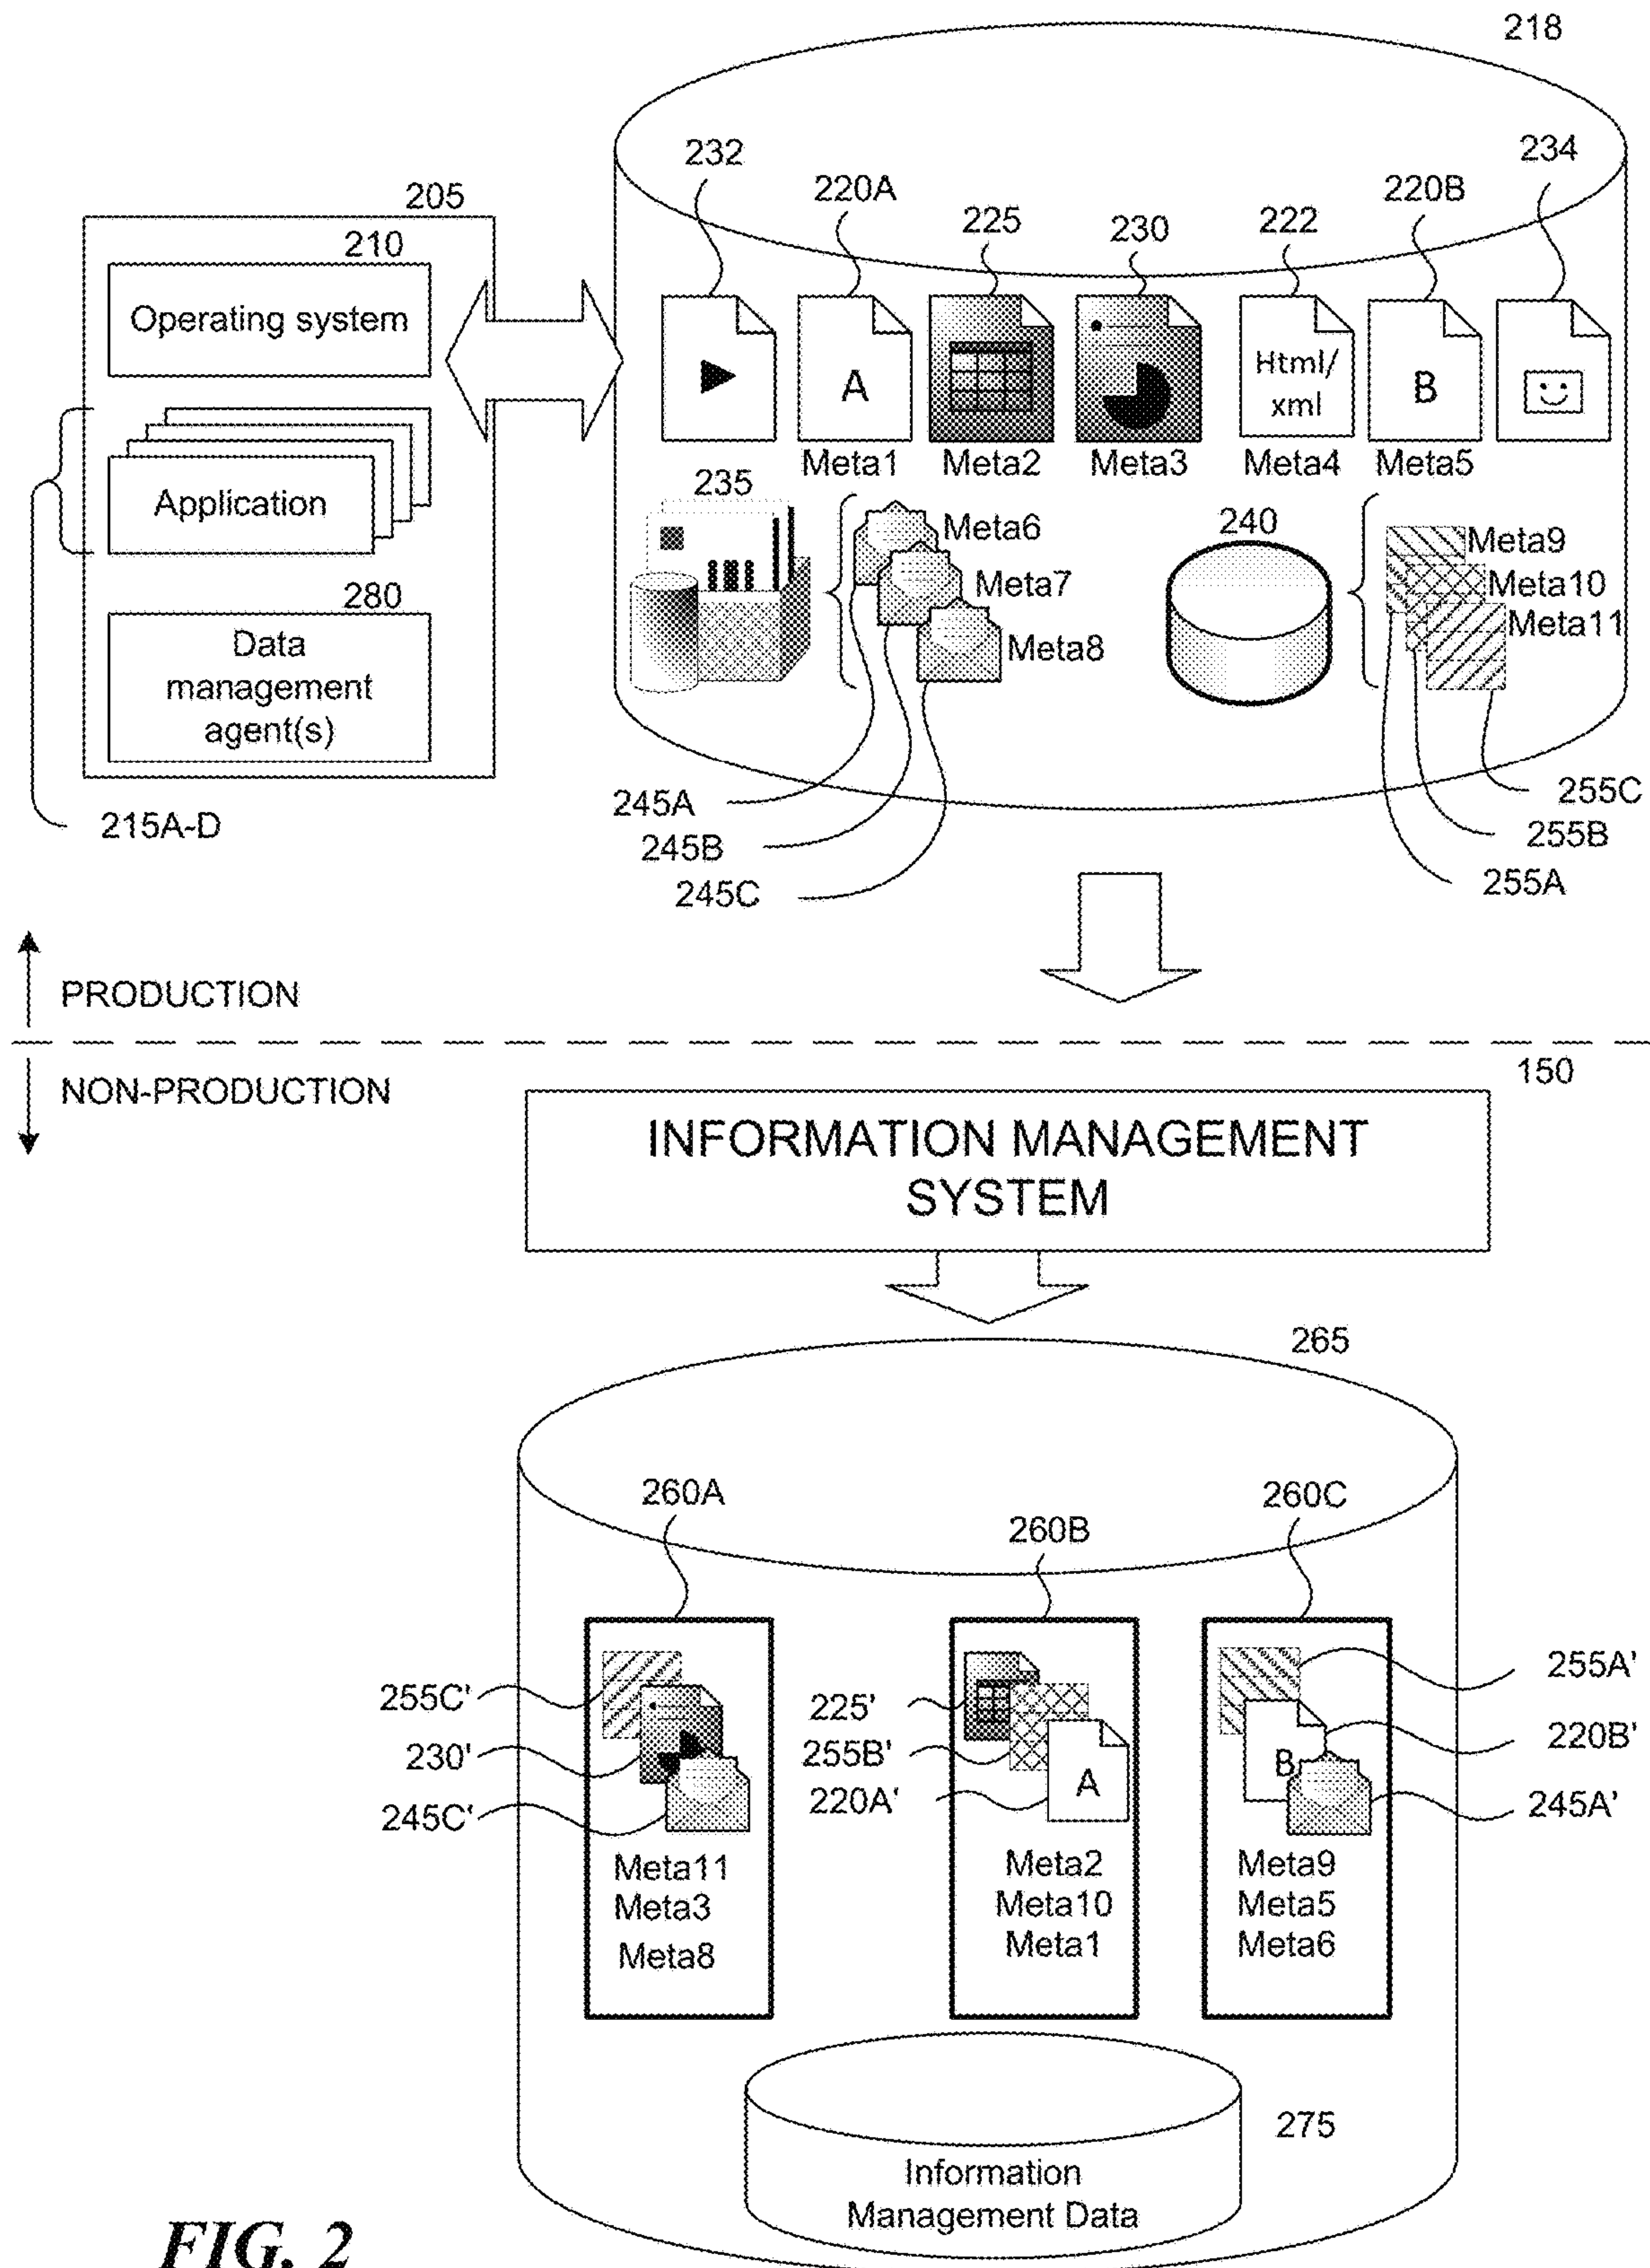 218
232
234
220A
220B
205
225
230
222
210
Operating system
A
Html/
xml
B
Meta1
Meta2
Meta3
Meta4
Meta5
235
Application
Meta6
240
Meta9
Meta7
Meta10
280
Meta11
Data
management
agent(s)
Meta8
245A
255C
215A-D
245B
255B
245C
255A
PRODUCTION
NON-PRODUCTION
150
INFORMATION MANAGEMENT
SYSTEM
265
260A
260B
260C
255C'
225'
255A'
230'
255B'
220B'
B
245C'
220A'
A
245A'
Meta11
Meta3
Meta8
Meta2
Meta10
Meta1
Meta9
Meta5
Meta6
275
Information
Management Data
FIG. 2